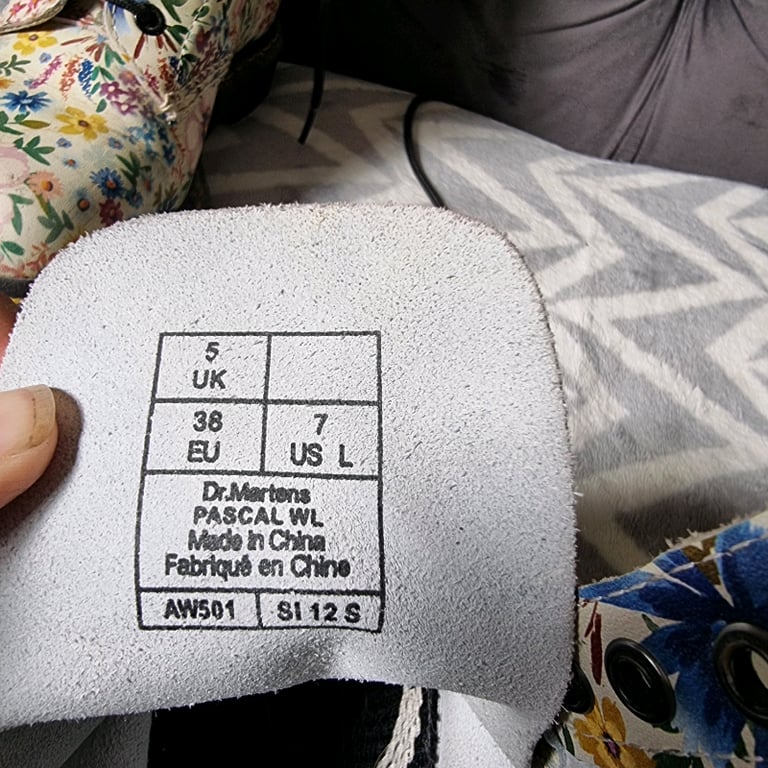 5
UK
38
EU
7
US L
Dr.Martens
PASCAL WL
Made in China
Fabriqué en Chine
AW501
SI 12 S